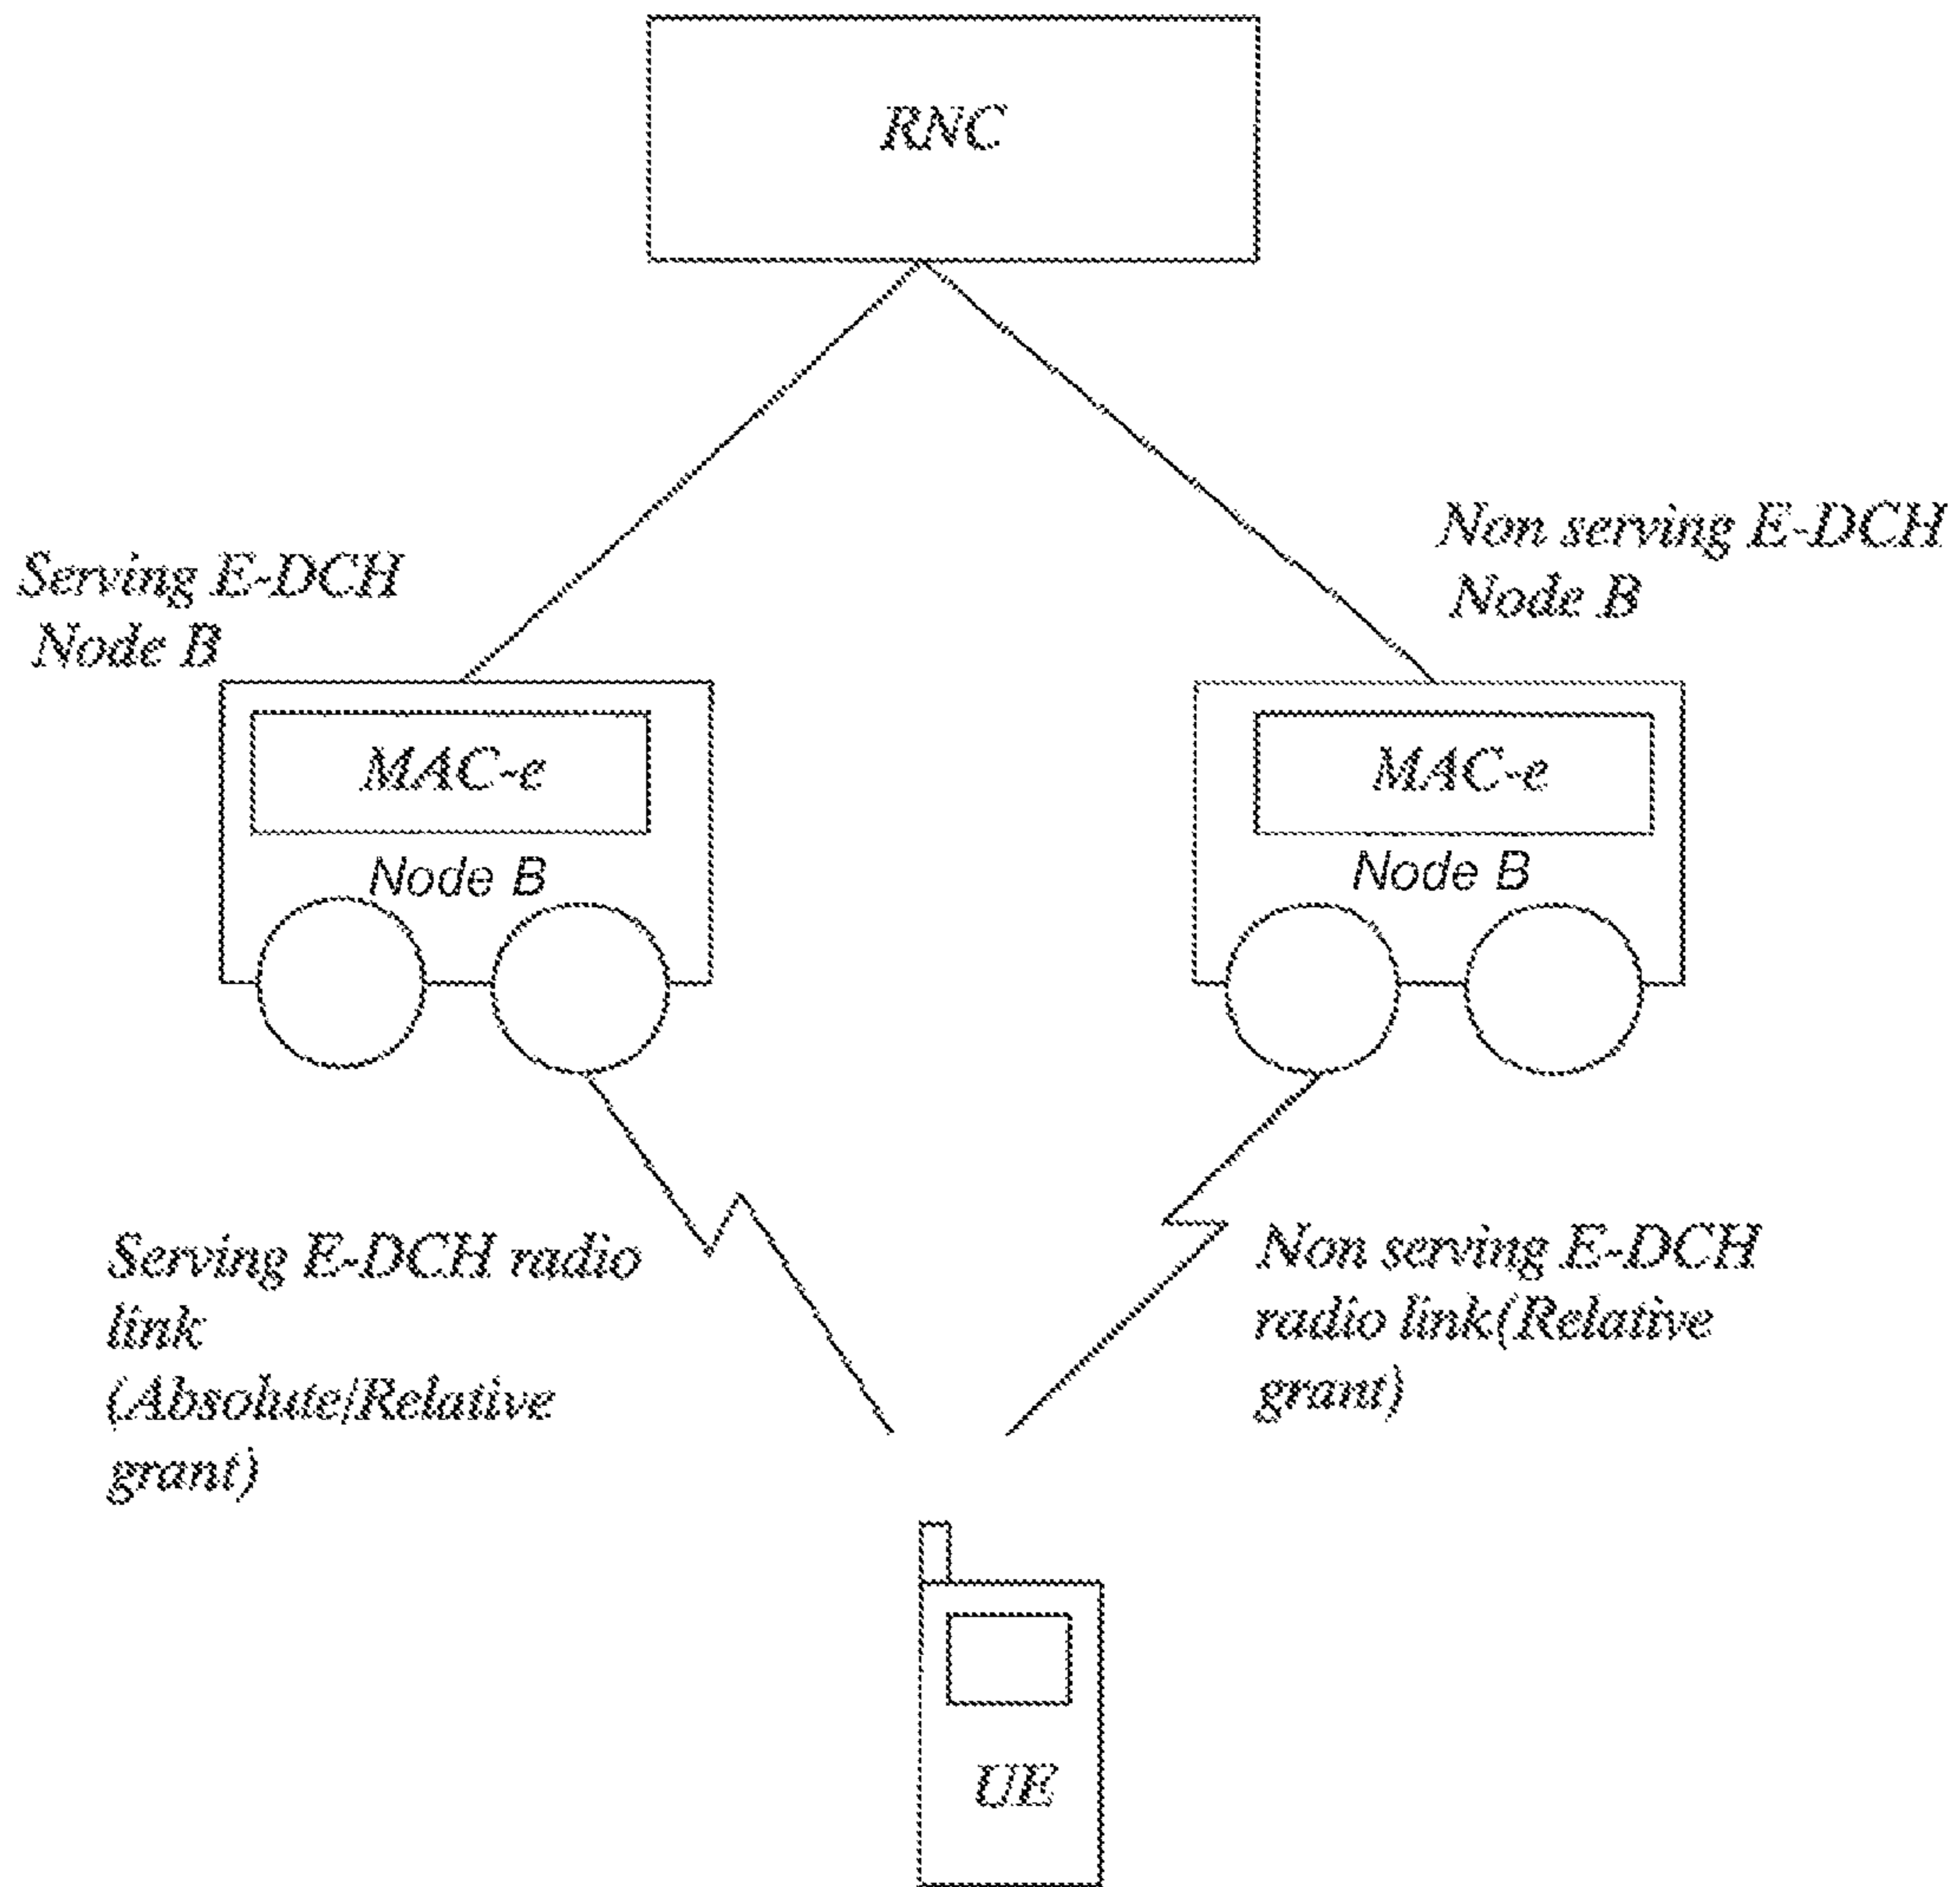 RNC
Serving E-DCH
Node B
Non serving E-DCH
Node B
MAC-e
Node B
MAC-e
Node B
Serving E-DCH radio
link
(Absolute/Relative
grant)
Non serving E-DCH
radio link(Relative
grant)
UE